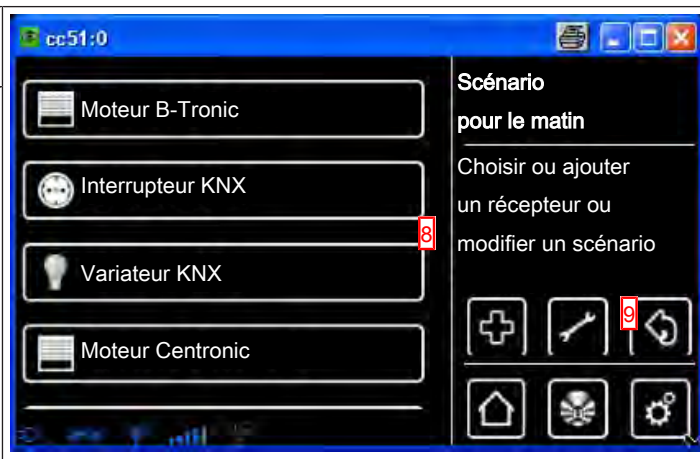 cc51:0
Moteur B-Tronic
Interrupteur KNX
Variateur KNX
Moteur Centronic
8
Scénario
pour le matin
Choisir ou ajouter
un récepteur ou
modifier un scénario
9